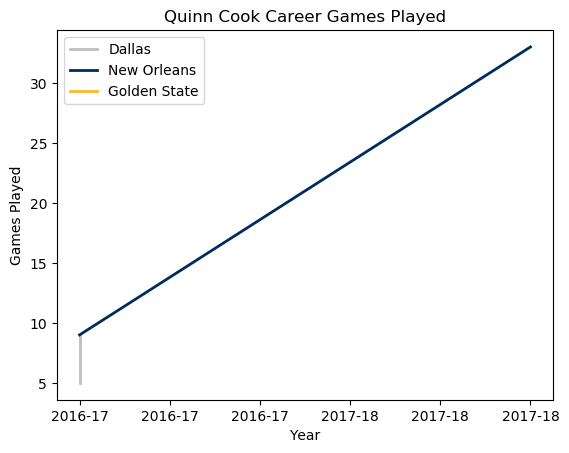 Quinn Cook Career Games Played
Dallas
New Orleans
Golden State
Games Played
30
25
20
15
10
5
2016-17 2016-17 2016-17 2017-18 2017-18 2017-18
Year